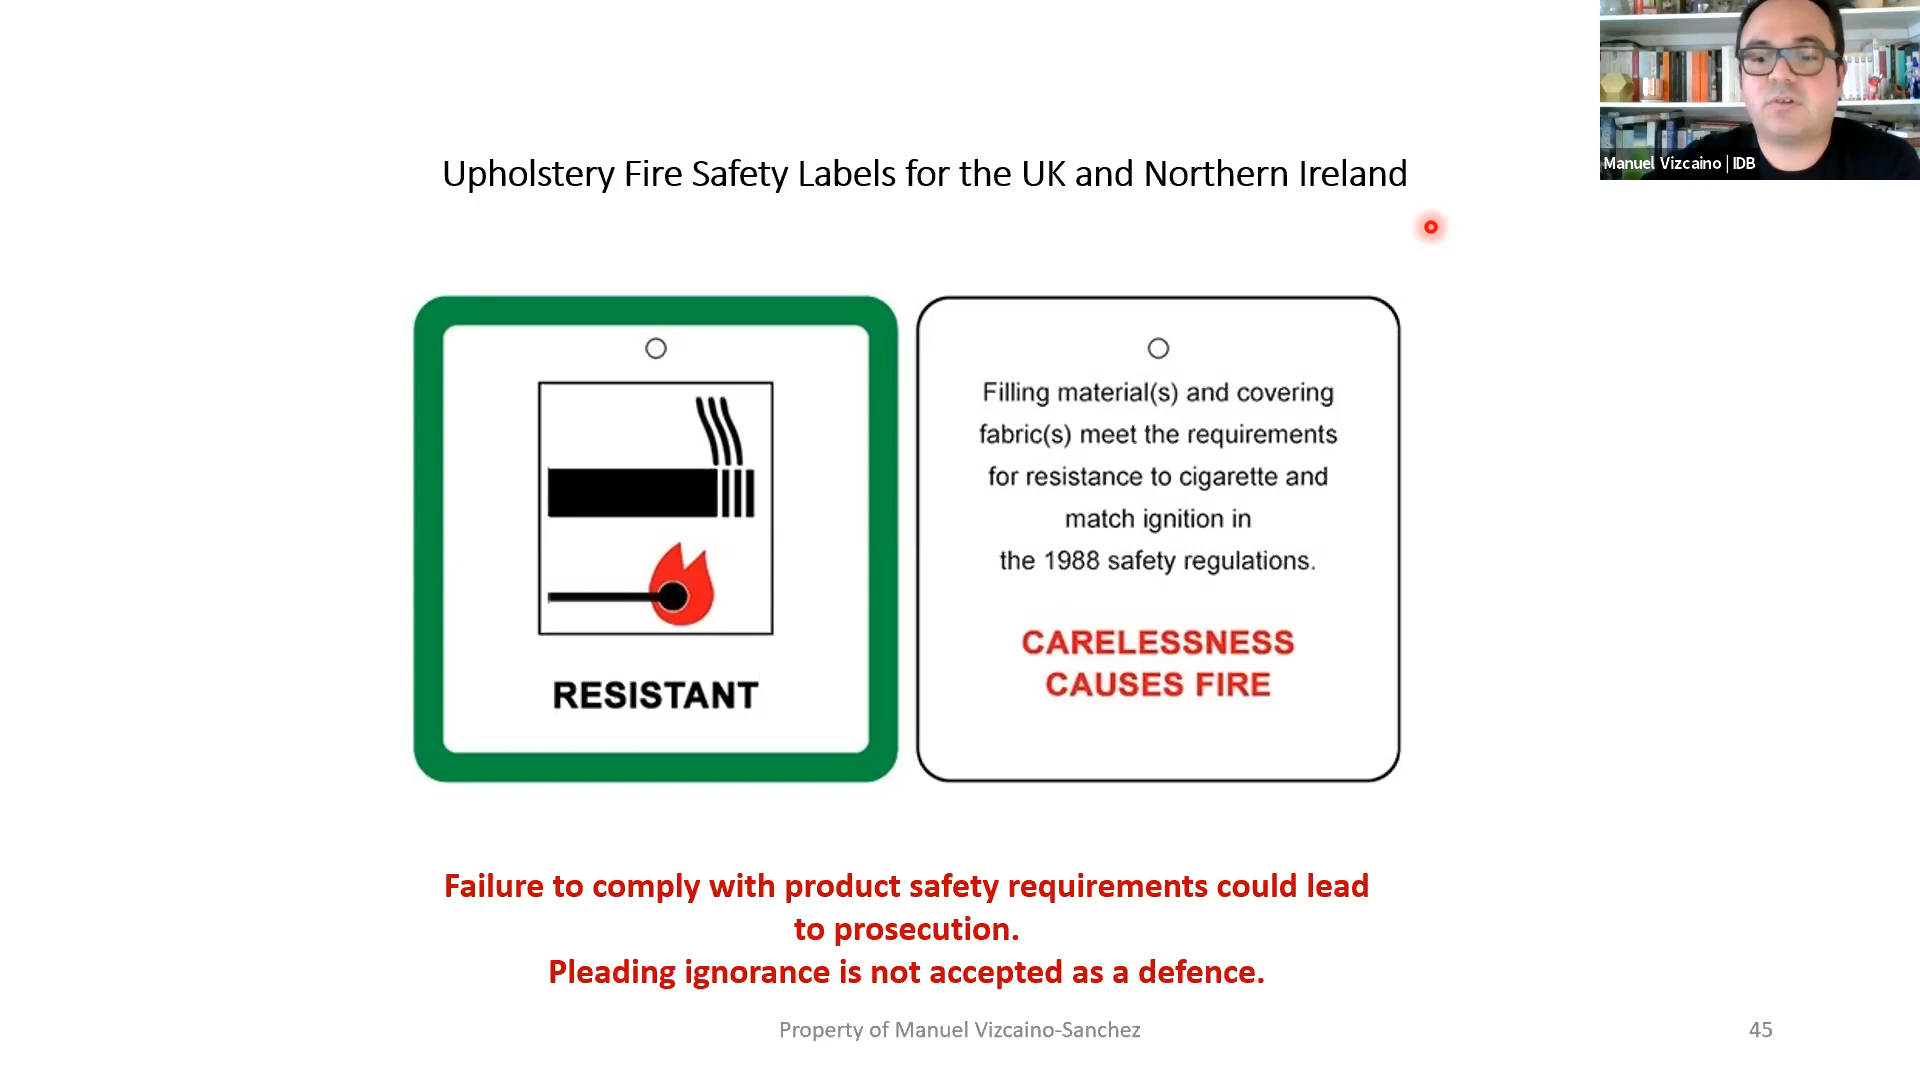 Manuel Vizcaino | IDB
Upholstery Fire Safety Labels for the UK and Northern Ireland
RESISTANT
Filling material(s) and covering
fabric(s) meet the requirements
for resistance to cigarette and
match ignition in
the 1988 safety regulations.
CARELESSNESS
CAUSES FIRE
Failure to comply with product safety requirements could lead
to prosecution.
Pleading ignorance is not accepted as a defence.
Property of Manuel Vizcaino-Sanchez
45